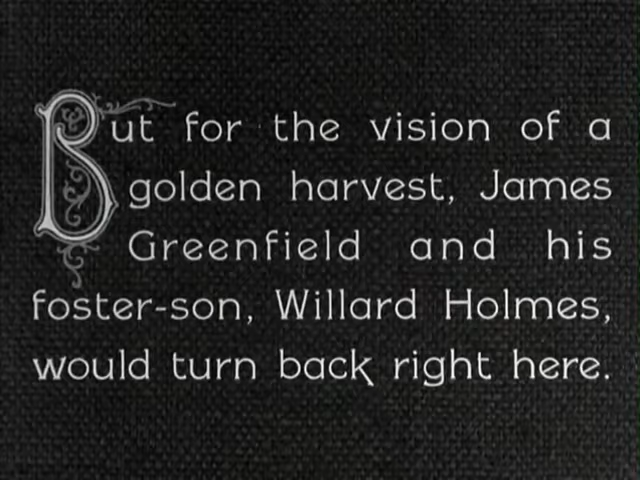 But for the vision of a
golden harvest, James
Greenfield and his
foster-son, Willard Holmes,
would turn back right here.